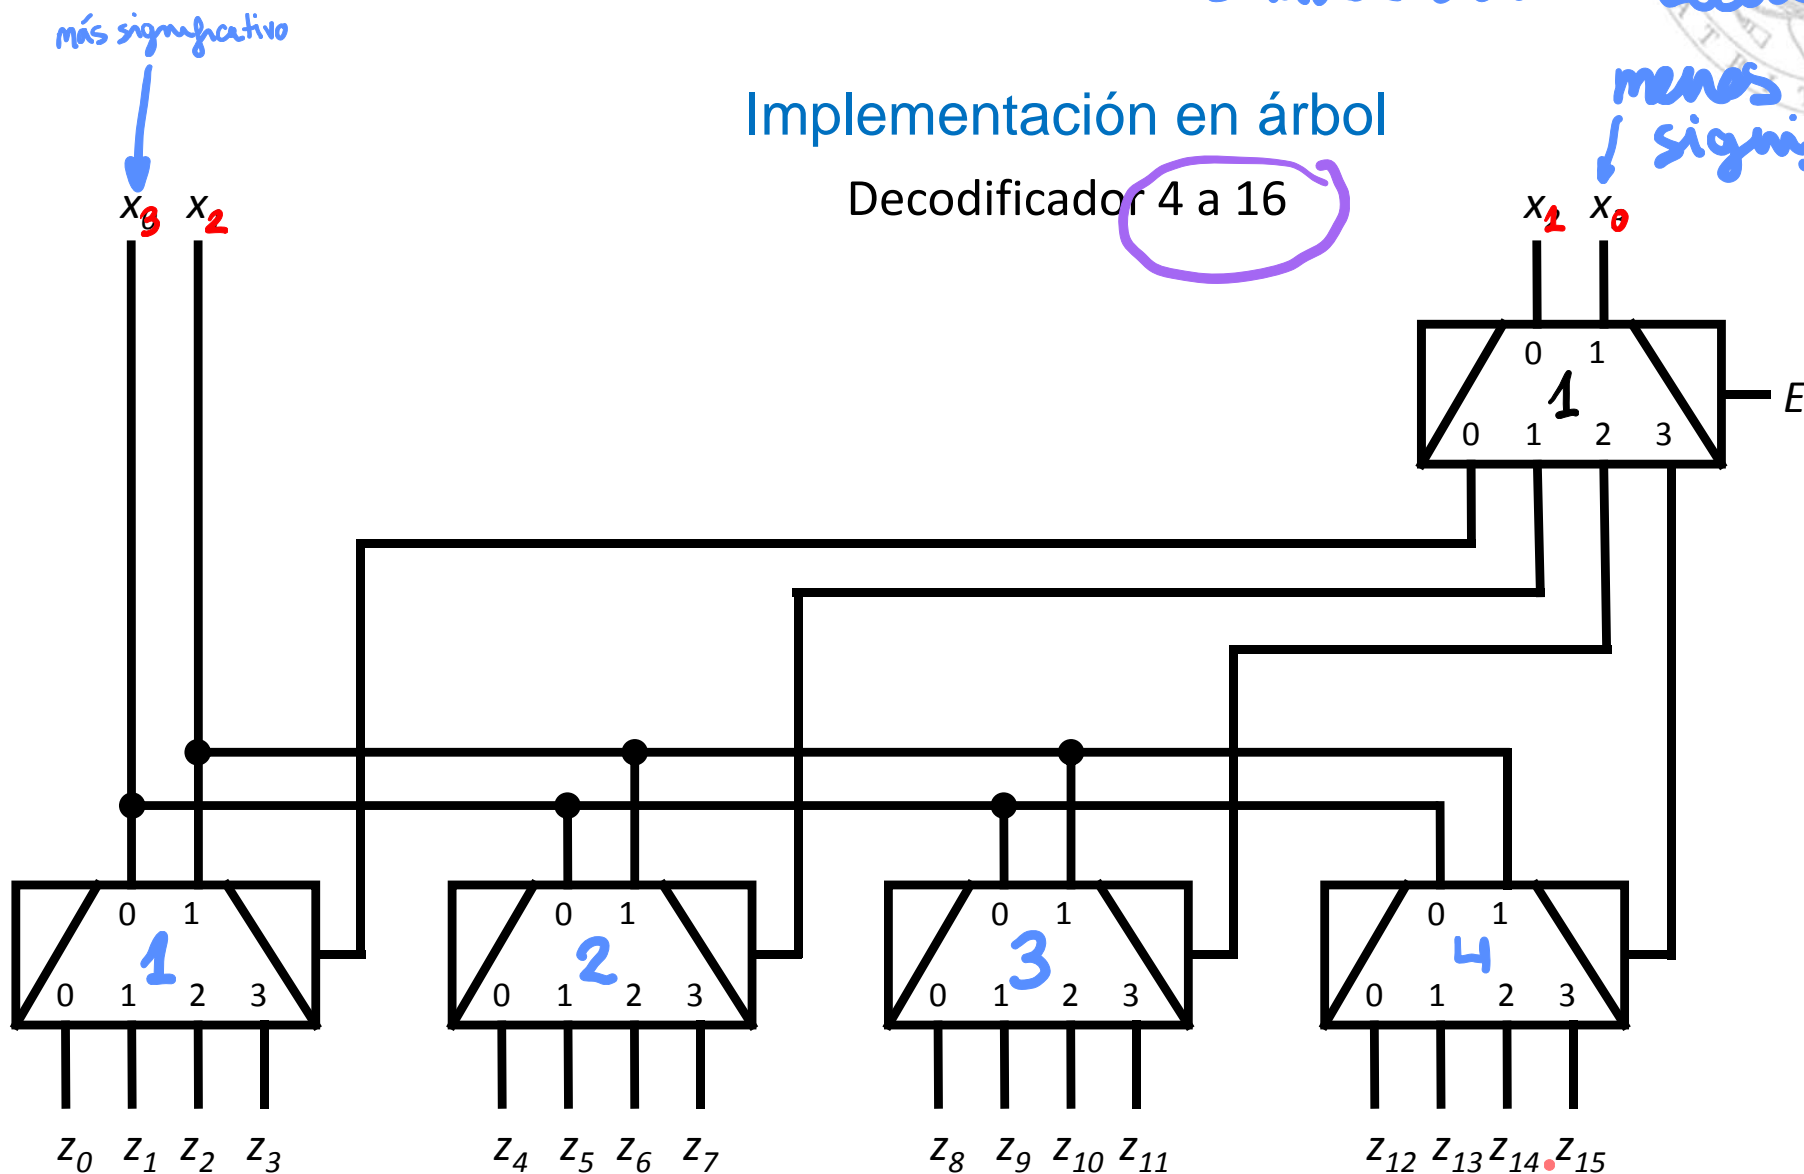 más significativo
Implementación en árbol
menos
Decodificador 4 a 16
x3 x2
x1 x0
0 1
1
E
0 1 2 3
0 1 0 1 0 1 0 1
1 2 3 4
0 1 2 3 0 1 2 3 0 1 2 3 0 1 2 3
z0 z1 z2 z3 z4 z5 z6 z7 z8 z9 z10 z11 z12 z13 z14 z15